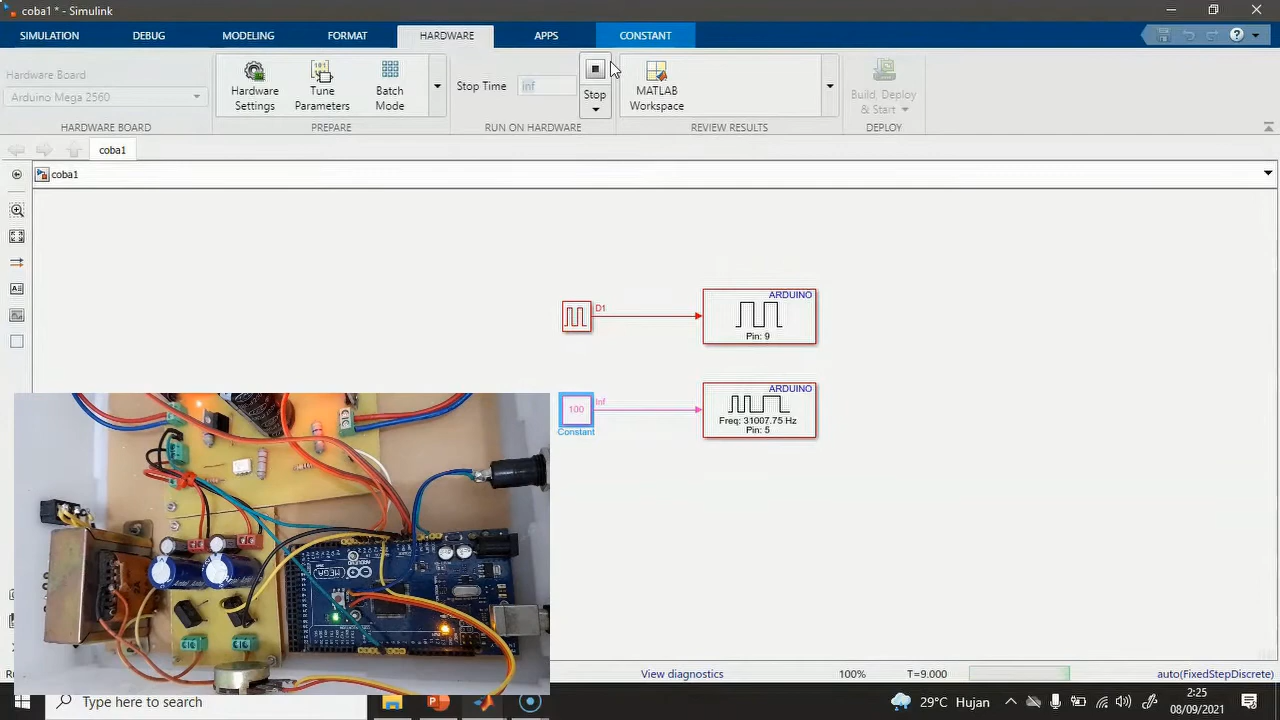 coba1 * - Simulink
SIMULATION DEBUG MODELING FORMAT HARDWARE APPS CONSTANT
Hardware Board
Arduino Mega 2560
HARDWARE BOARD
Hardware Settings
Tune Parameters
Batch Mode
PREPARE
Stop Time inf
Stop
RUN ON HARDWARE
MATLAB Workspace
REVIEW RESULTS
Build, Deploy & Start
DEPLOY
coba1
coba1
D1
ARDUINO
Pin: 9
100
Inf
Constant
ARDUINO
Freq: 31007.75 Hz
Pin: 5
MEGA
View diagnostics 100% T=9.000 auto(FixedStepDiscrete)
Type here to search
29°C Hujan
2:25
08/09/2021